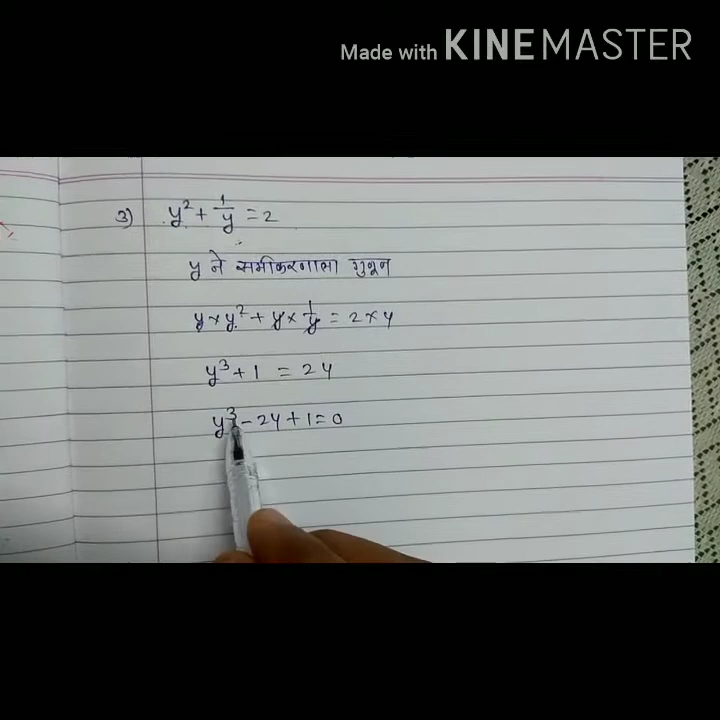 Made with KINEMASTER
3) y² + 1/y = 2
y ने समीकरणाला गुणून
y × y² + y × 1/y = 2 × y
y³ + 1 = 2y
y³ - 2y + 1 = 0